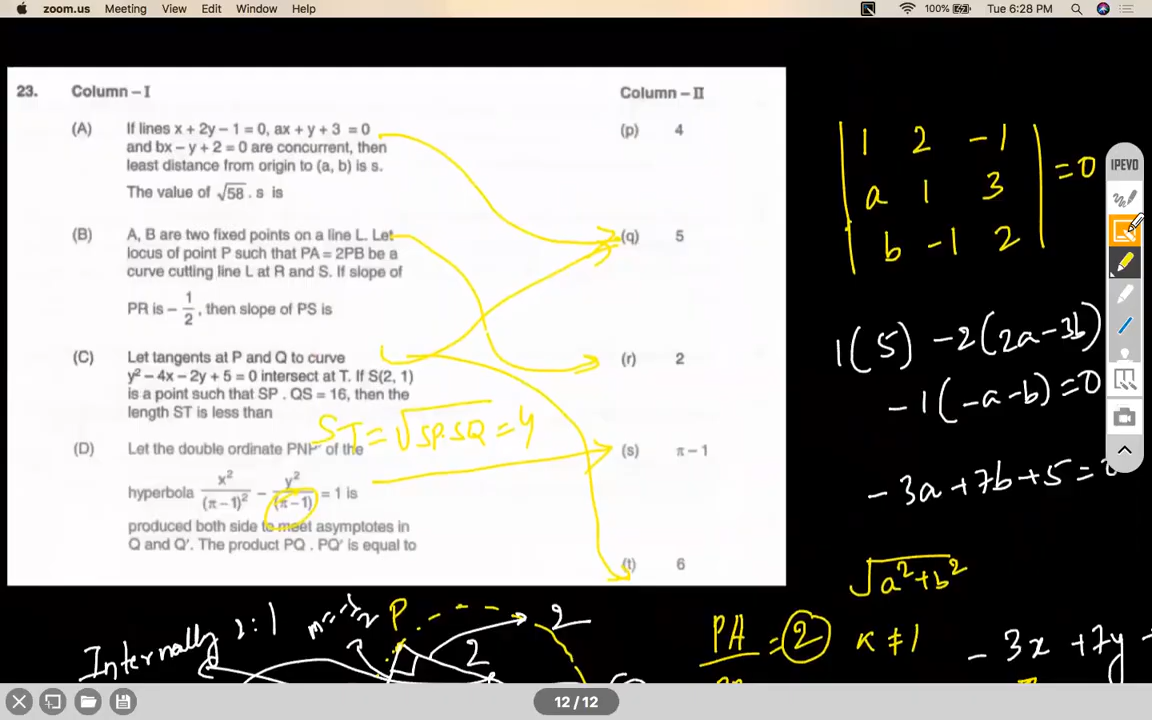 zoom.us Meeting View Edit Window Help 100% Tue 6:28 PM
23. Column – I Column – II
(A) If lines x + 2y – 1 = 0, ax + y + 3 = 0
and bx – y + 2 = 0 are concurrent, then
least distance from origin to (a, b) is s.
The value of √58 . s is
(p) 4
(B) A, B are two fixed points on a line L. Let
locus of point P such that PA = 2PB be a
curve cutting line L at R and S. If slope of
PR is – 1/2, then slope of PS is
(q) 5
(C) Let tangents at P and Q to curve
y² – 4x – 2y + 5 = 0 intersect at T. If S(2, 1)
is a point such that SP . QS = 16, then the
length ST is less than
(r) 2
ST = √SP.SQ = 4
(D) Let the double ordinate PNP' of the
hyperbola x²/(π – 1)² – y²/(π – 1) = 1 is
produced both side to meet asymptotes in
Q and Q'. The product PQ . PQ' is equal to
(s) π – 1
(t) 6
| 1 2 -1 |
| a 1 3 | = 0
| b -1 2 |
IPEVO
1(5) -2(2a-3b)
-1(-a-b) = 0
-3a + 7b + 5 =
√a²+b²
Internally 2:1
P
2
2
PA = 2 K ≠ 1
-3x + 7y
12 / 12